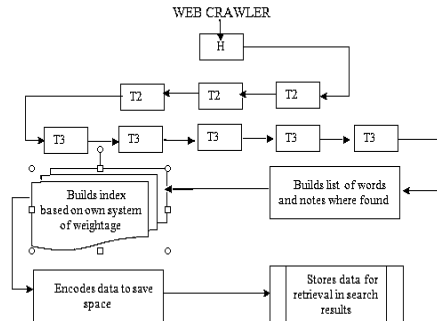 WEB CRAWLER
H
T2 T2 T2
T3 T3 T3 T3 T3
Builds index
based on own system
of weightage
Builds list of words
and notes where found
Encodes data to save
space
Stores data for
retrieval in search
results